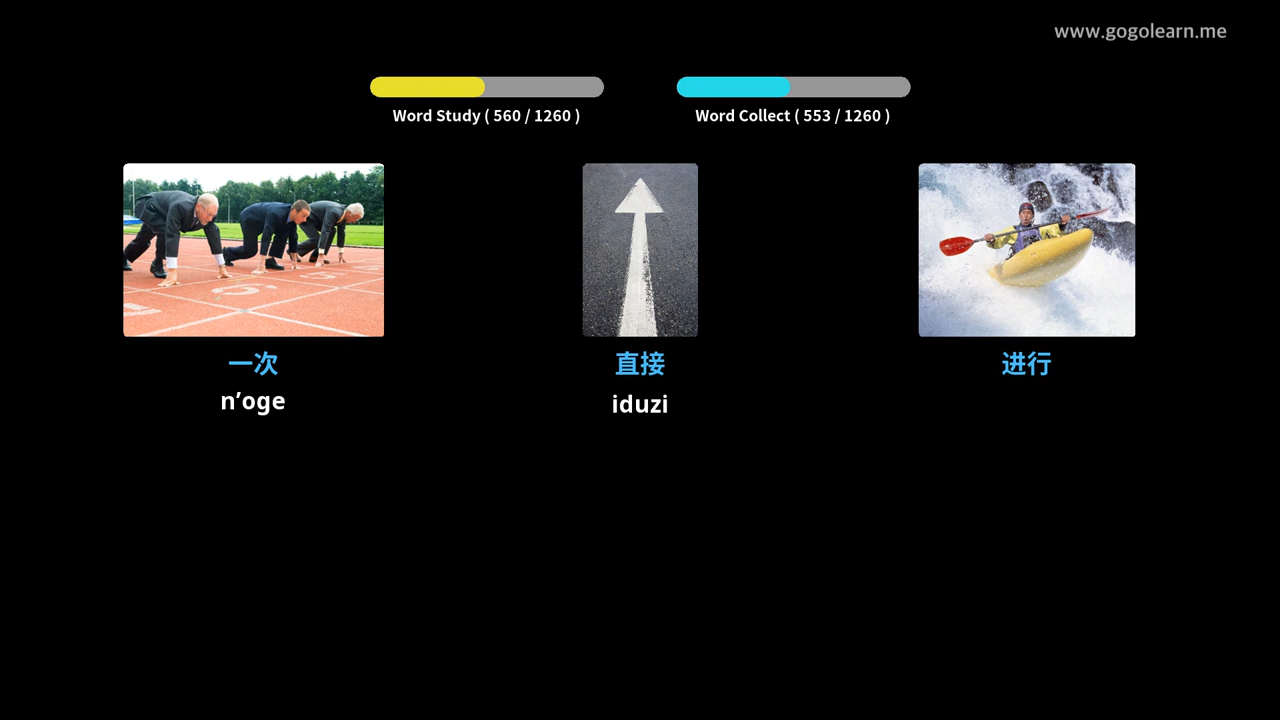 www.gogolearn.me
Word Study ( 560 / 1260 )
Word Collect ( 553 / 1260 )
一次
直接
进行
n’oge
iduzi